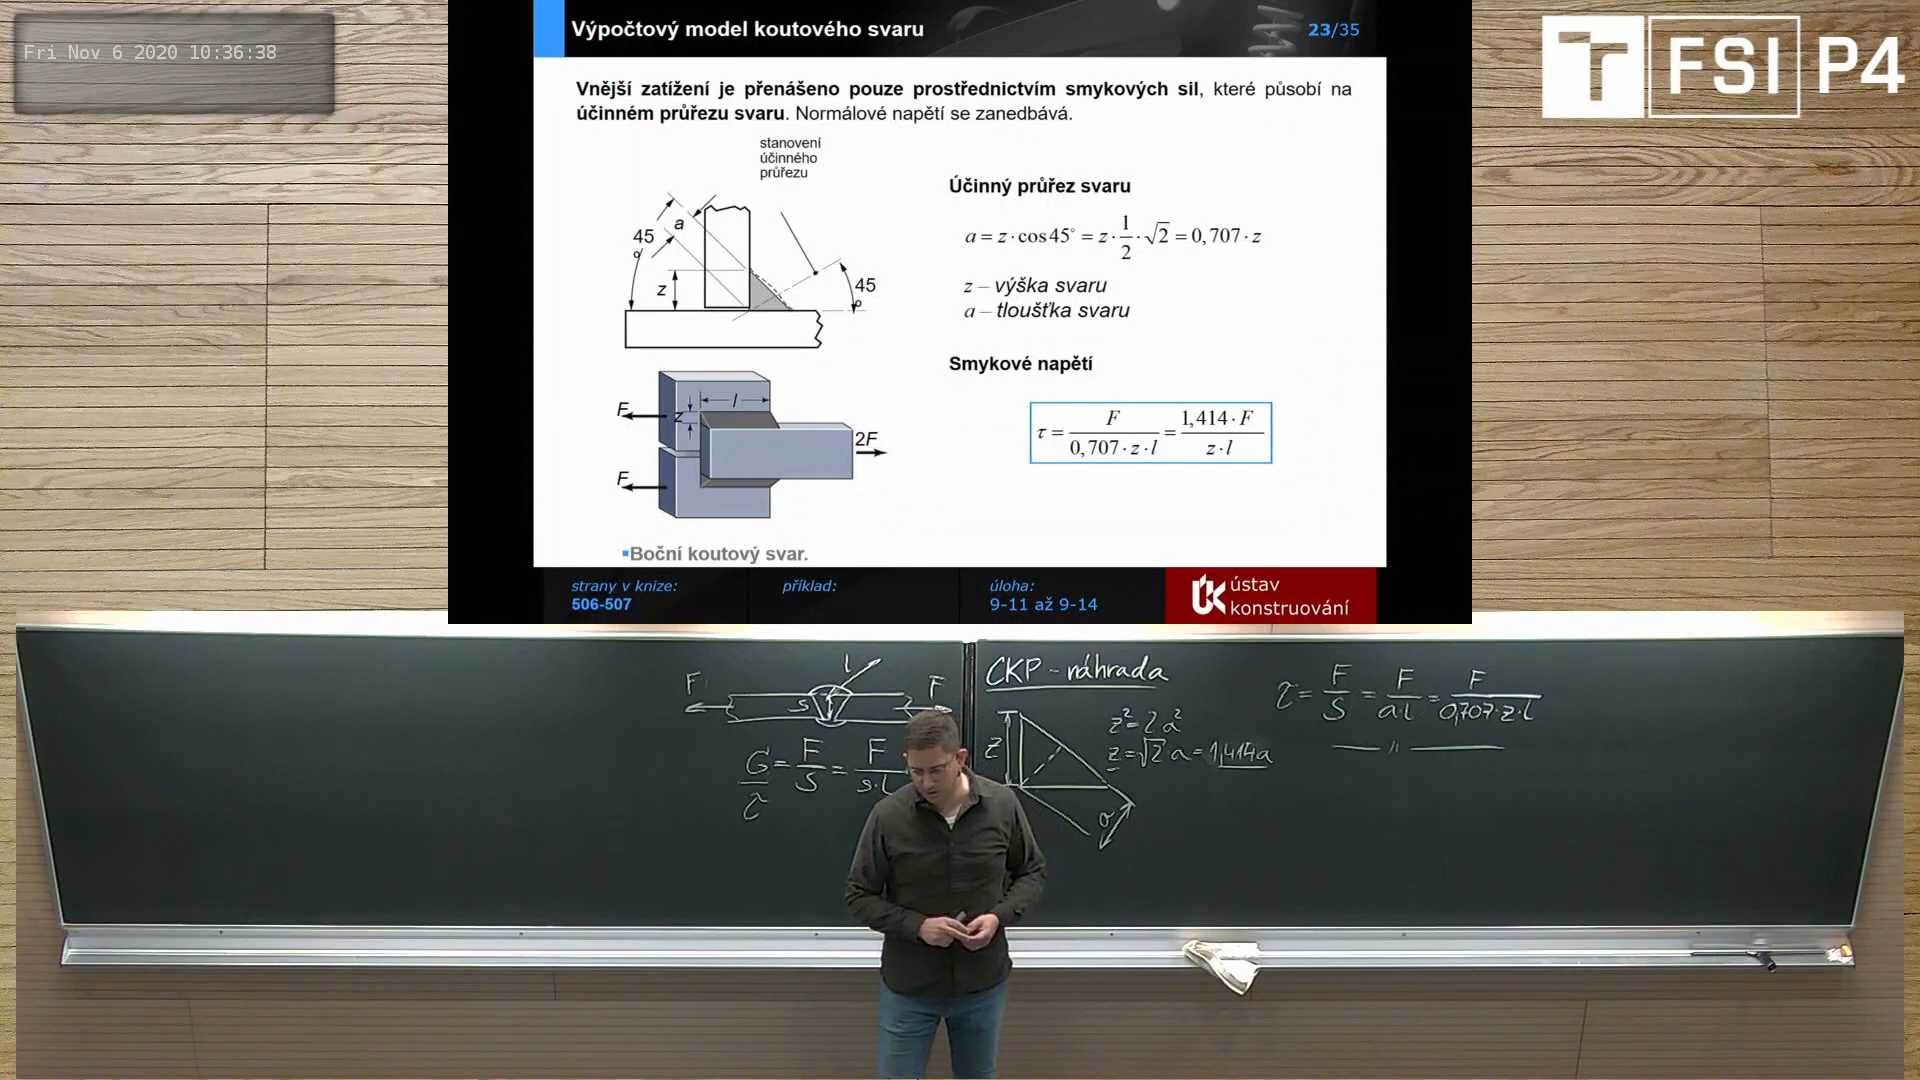 Fri Nov 6 2020 10:36:38
Výpočtový model koutového svaru
23/35
FSI P4
Vnější zatížení je přenášeno pouze prostřednictvím smykových sil, které působí na
účinném průřezu svaru. Normálové napětí se zanedbává.
stanovení
účinného
průřezu
a
45
o
z
45
o
Účinný průřez svaru
a = z · cos 45° = z · 1/2 · √2 = 0,707 · z
z – výška svaru
a – tloušťka svaru
Smykové napětí
τ = F / (0,707 · z · l) = 1,414 · F / (z · l)
F
z
l
2F
F
▪Boční koutový svar.
strany v knize:
506-507
příklad:
úloha:
9-11 až 9-14
ÚK ústav
konstruování
F
l
s
F
G/τ = F/S = F/s·l
CKP - náhrada
z
a
z² = 2a²
z = √2·a = 1,414a
τ = F/S = F/a·l = F/0,707·z·l
— " —